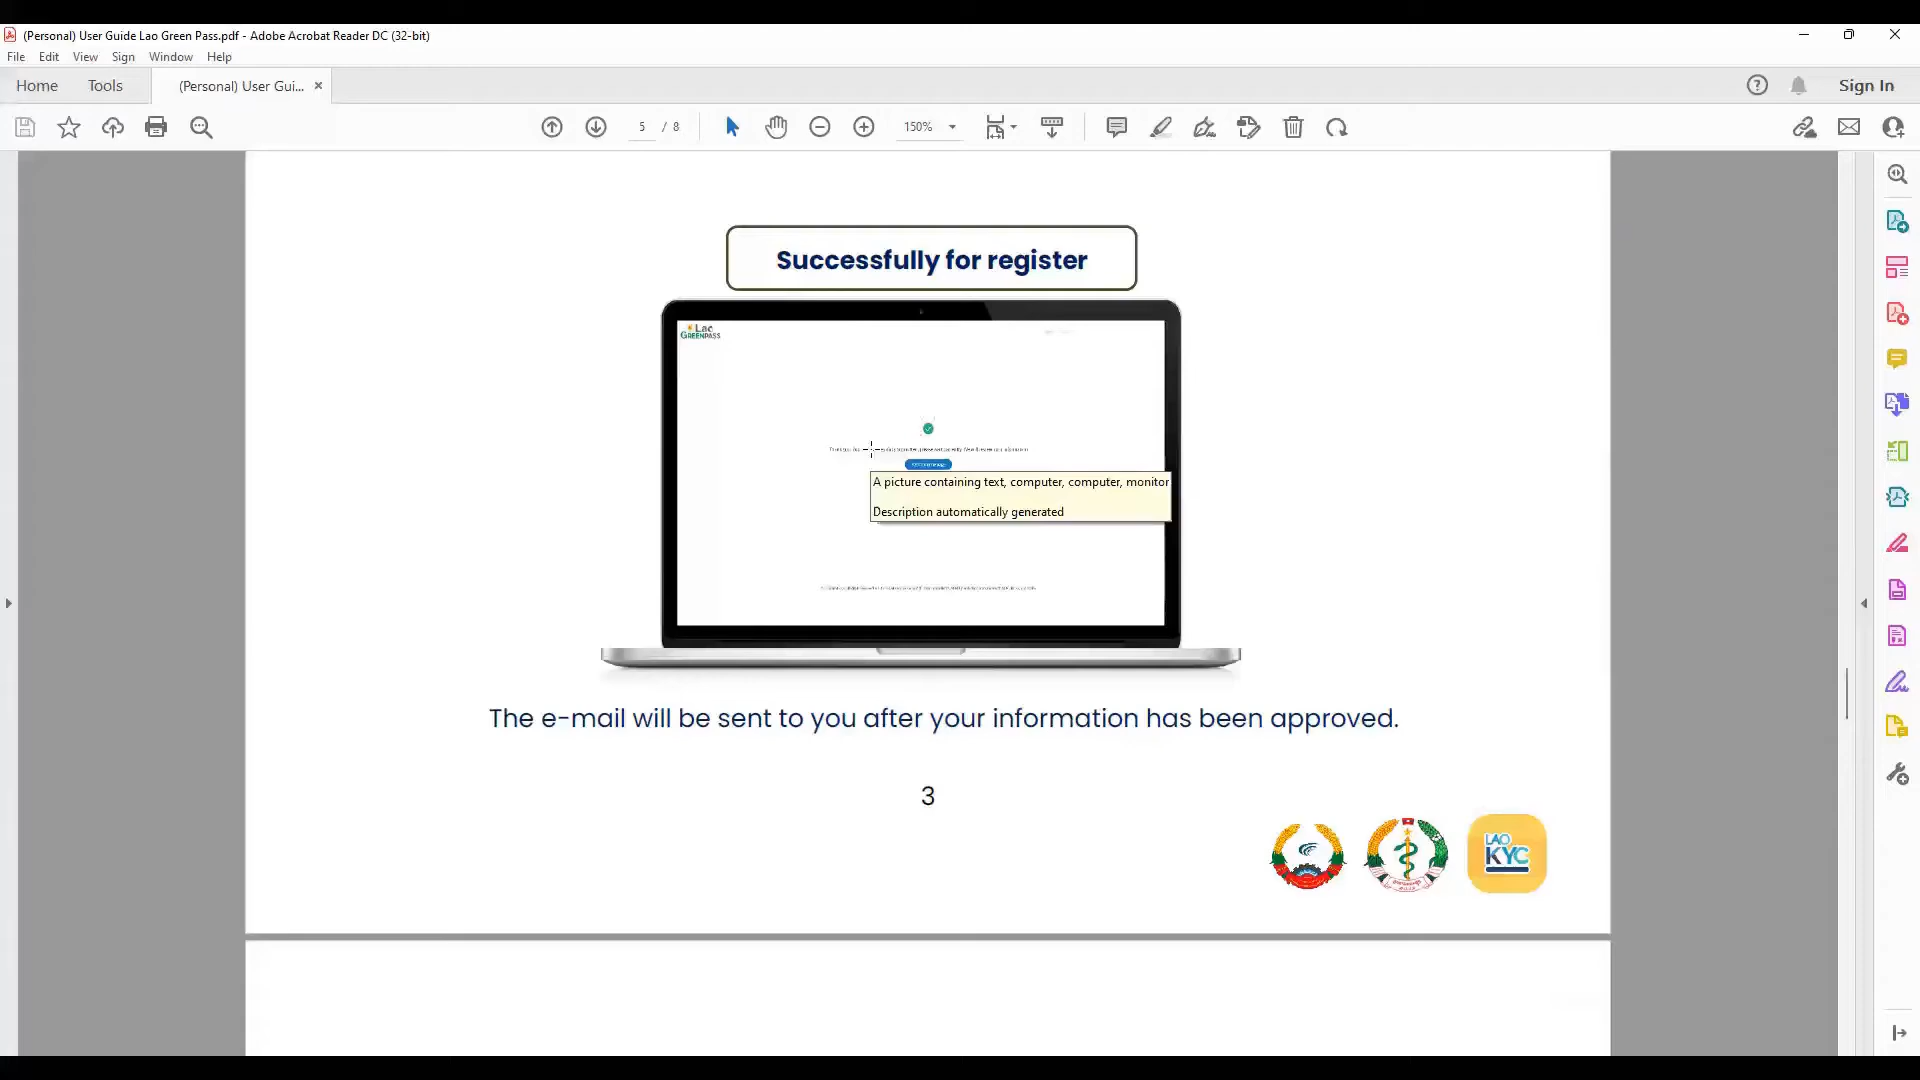 (Personal) User Guide Lao Green Pass.pdf - Adobe Acrobat Reader DC (32-bit)
File Edit View Sign Window Help
Home Tools (Personal) User Gui... Sign In
5 / 8 150%
Successfully for register
Lao
GREENPASS
A picture containing text, computer, computer, monitor
Description automatically generated
The e-mail will be sent to you after your information has been approved.
3
LAO
KYC